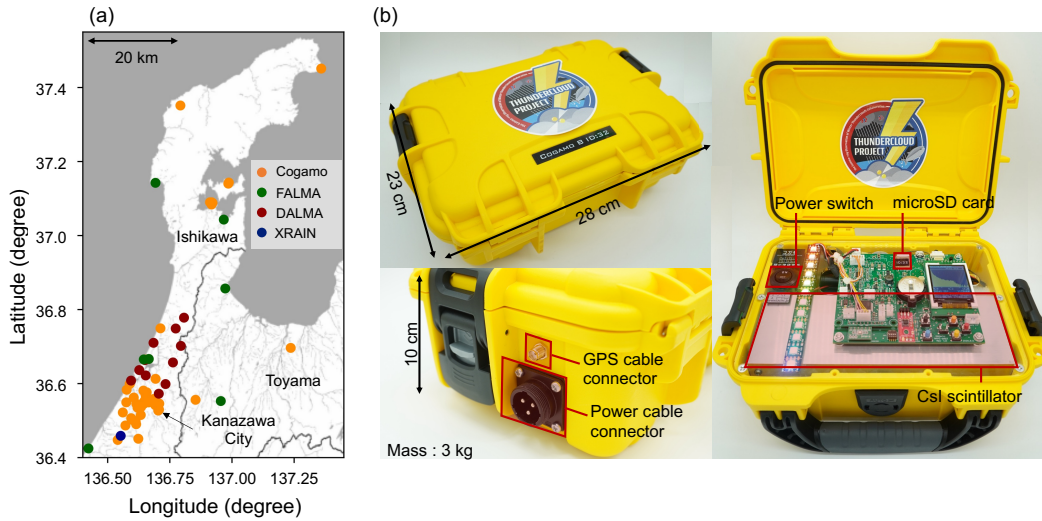 (a)
20 km
37.4
37.2
37.0
36.8
36.6
36.4
Latitude (degree)
Cogamo
FALMA
DALMA
XRAIN
Ishikawa
Toyama
Kanazawa
City
136.50
136.75
137.00
137.25
Longitude (degree)
(b)
THUNDERCLOUD
PROJECT
COGAMO B ID:32
23 cm
28 cm
10 cm
GPS cable
connector
Power cable
connector
Mass : 3 kg
THUNDERCLOUD
PROJECT
Power switch
microSD card
CsI scintillator